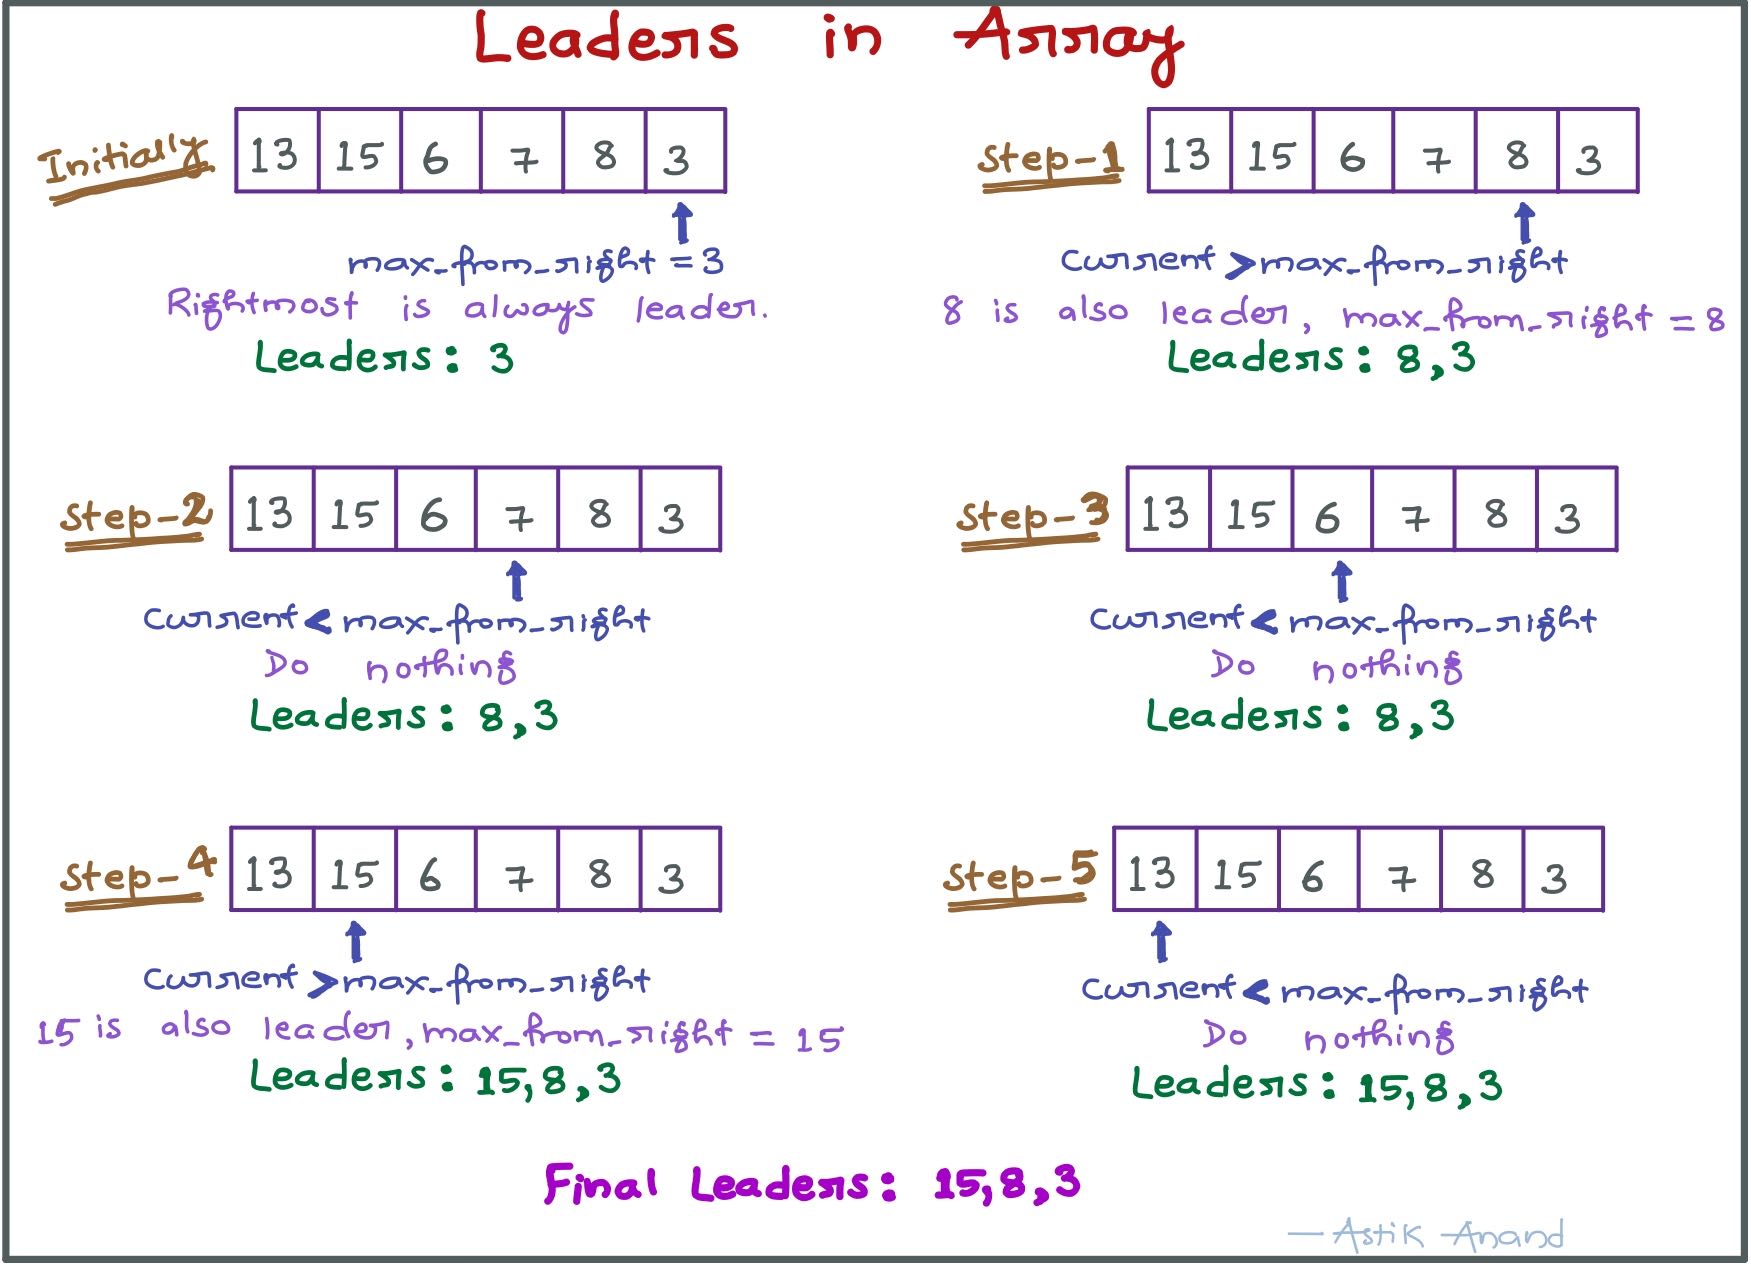 Leaders in Array
Initially 13 15 6 7 8 3
max_from_right = 3
Rightmost is always leader.
Leaders: 3
Step-1 13 15 6 7 8 3
Current > max_from_right
8 is also leader, max_from_right = 8
Leaders: 8,3
Step-2 13 15 6 7 8 3
Current < max_from_right
Do nothing
Leaders: 8,3
Step-3 13 15 6 7 8 3
Current < max_from_right
Do nothing
Leaders: 8,3
Step-4 13 15 6 7 8 3
Current > max_from_right
15 is also leader, max_from_right = 15
Leaders: 15,8,3
Step-5 13 15 6 7 8 3
Current < max_from_right
Do nothing
Leaders: 15,8,3
Final Leaders: 15,8,3
— Astik Anand